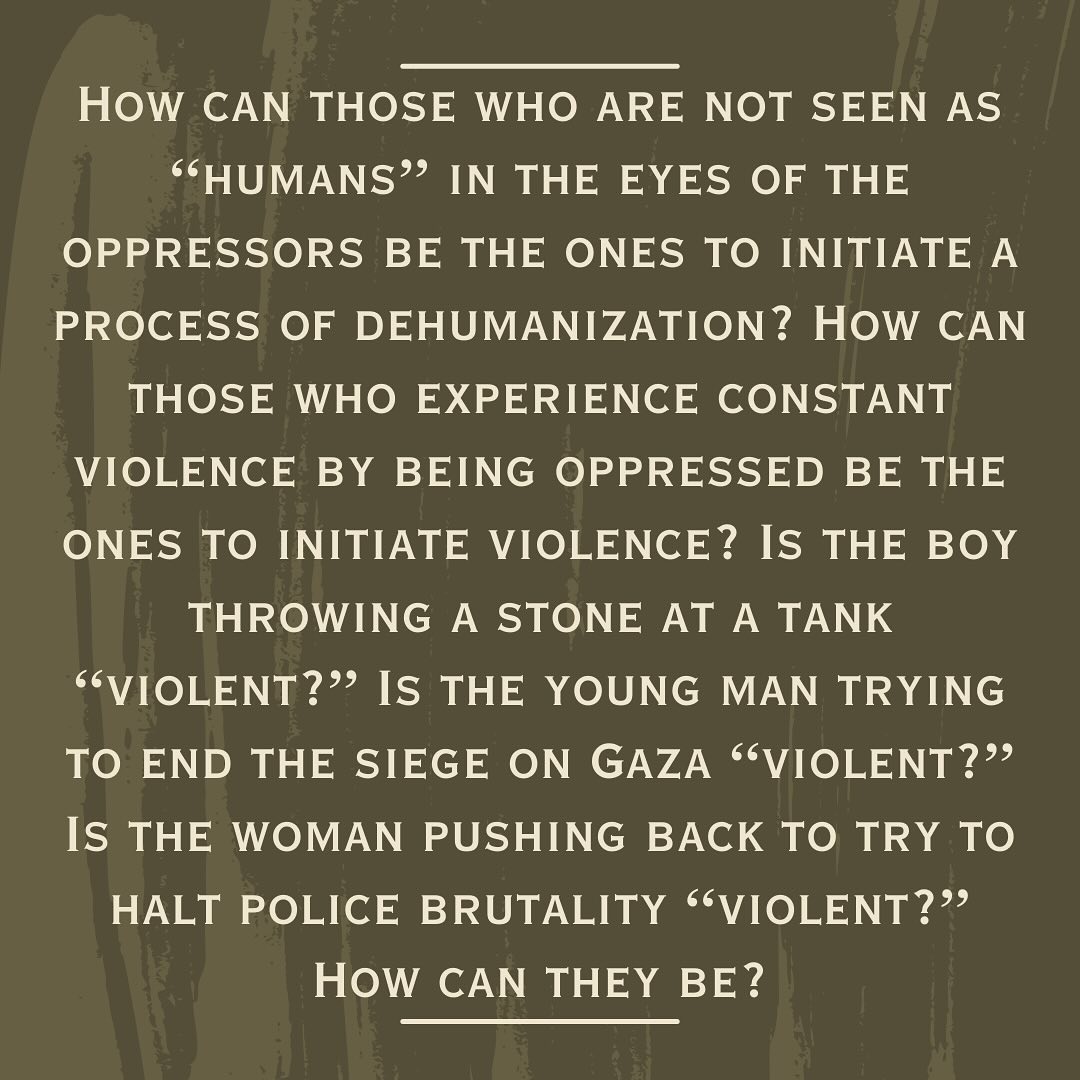 How can those who are not seen as
“humans” in the eyes of the
oppressors be the ones to initiate a
process of dehumanization? How can
those who experience constant
violence by being oppressed be the
ones to initiate violence? Is the boy
throwing a stone at a tank
“violent?” Is the young man trying
to end the siege on Gaza “violent?”
Is the woman pushing back to try to
halt police brutality “violent?”
How can they be?